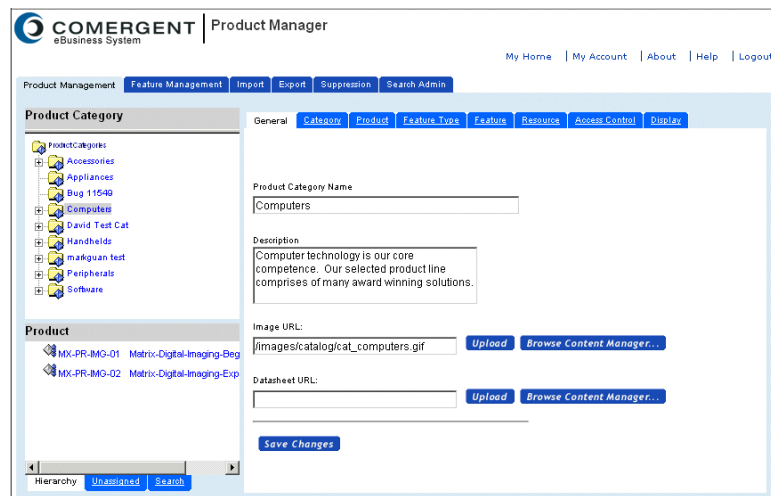 COMERGENT
eBusiness System
Product Manager
My Home | My Account | About | Help | Logout
Product Management
Feature Management
Import
Export
Suppression
Search Admin
Product Category
ProductCategories
Accessories
Appliances
Bug 11549
Computers
David Test Cat
Handhelds
markguan test
Peripherals
Software
Product
MX-PR-IMG-01 Matrix-Digital-Imaging-Beg
MX-PR-IMG-02 Matrix-Digital-Imaging-Exp
Hierarchy
Unassigned
Search
General
Category
Product
Feature Type
Feature
Resource
Access Control
Display
Product Category Name
Computers
Description
Computer technology is our core
competence. Our selected product line
comprises of many award winning solutions.
Image URL:
/images/catalog/cat_computers.gif
Upload
Browse Content Manager...
Datasheet URL:
Upload
Browse Content Manager...
Save Changes